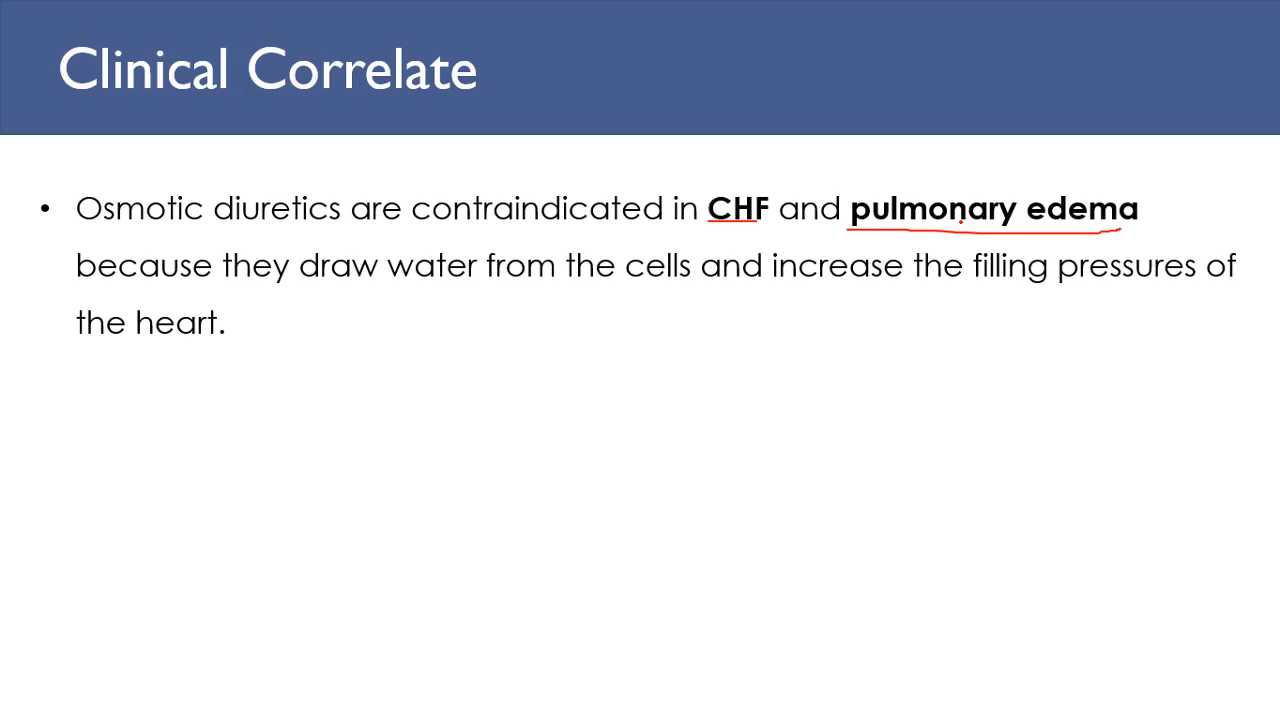 Clinical Correlate
• Osmotic diuretics are contraindicated in CHF and pulmonary edema
because they draw water from the cells and increase the filling pressures of
the heart.